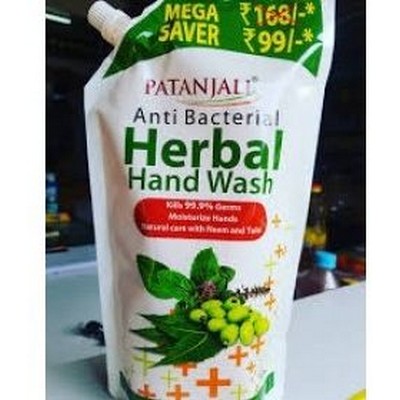 MEGA ₹168/-*
SAVER ₹99/-*
PATANJALI®
Anti Bacterial
Herbal
Hand Wash
Kills 99.9% Germs
Moisturize Hands
Natural care with Neem and Tulsi